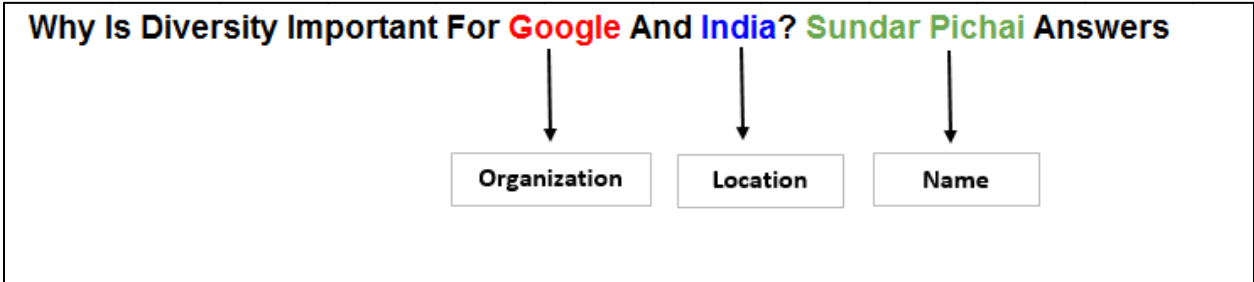 Why Is Diversity Important For Google And India? Sundar Pichai Answers
Organization
Location
Name